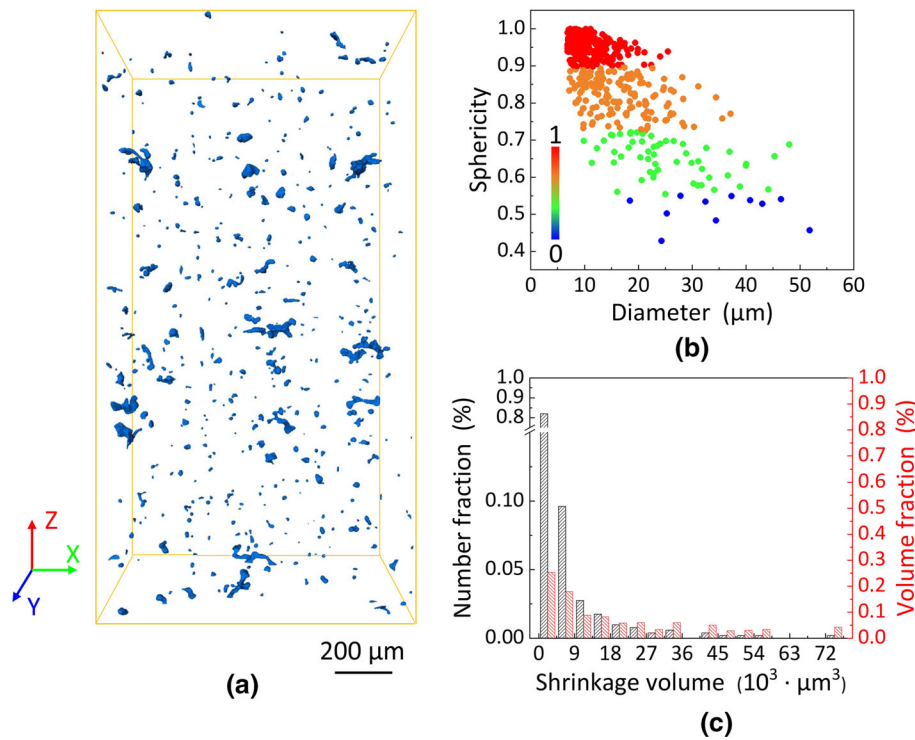 Z
X
Y
200 μm
(a)
1.0
0.9
0.8
0.7
0.6
0.5
0.4
Sphericity
1
0
0 10 20 30 40 50 60
Diameter (μm)
(b)
1.0
0.9
0.8
0.10
0.05
0.00
Number fraction (%)
1.0
0.9
0.8
0.7
0.6
0.5
0.4
0.3
0.2
0.1
0.0
Volume fraction (%)
0 9 18 27 36 45 54 63 72
Shrinkage volume (10³ · μm³)
(c)